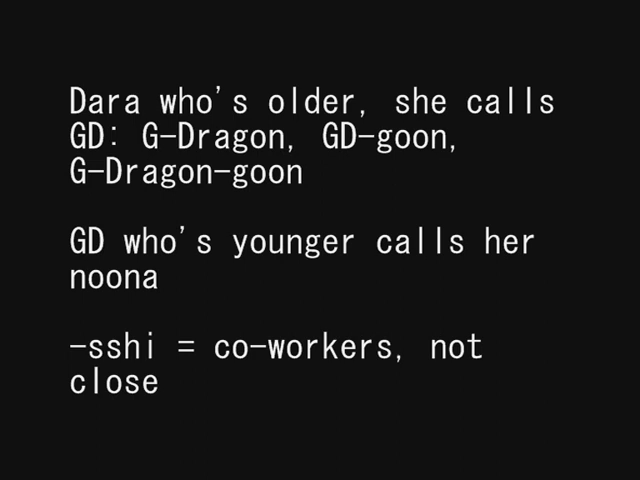 Dara who's older, she calls
GD: G-Dragon, GD-goon,
G-Dragon-goon
GD who's younger calls her
noona
-sshi = co-workers, not
close